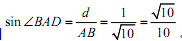 sin∠BAD = d/AB = 1/√10 = √10/10.